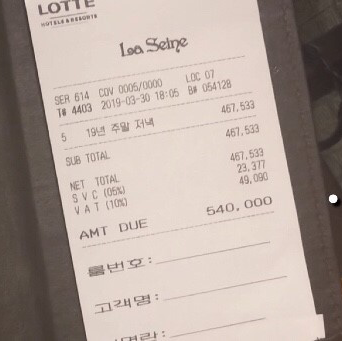 LOTTE
HOTELS & RESORTS
La Seine
SER 614 COV 0005/0000 LOC 07
T# 4403 2019-03-30 18:05 B# 054128
5 19년 주말 저녁 467,533
SUB TOTAL 467,533
NET TOTAL 467,533
S V C (05%) 23,377
V A T (10%) 49,090
AMT DUE 540,000
룸번호:
고객명: